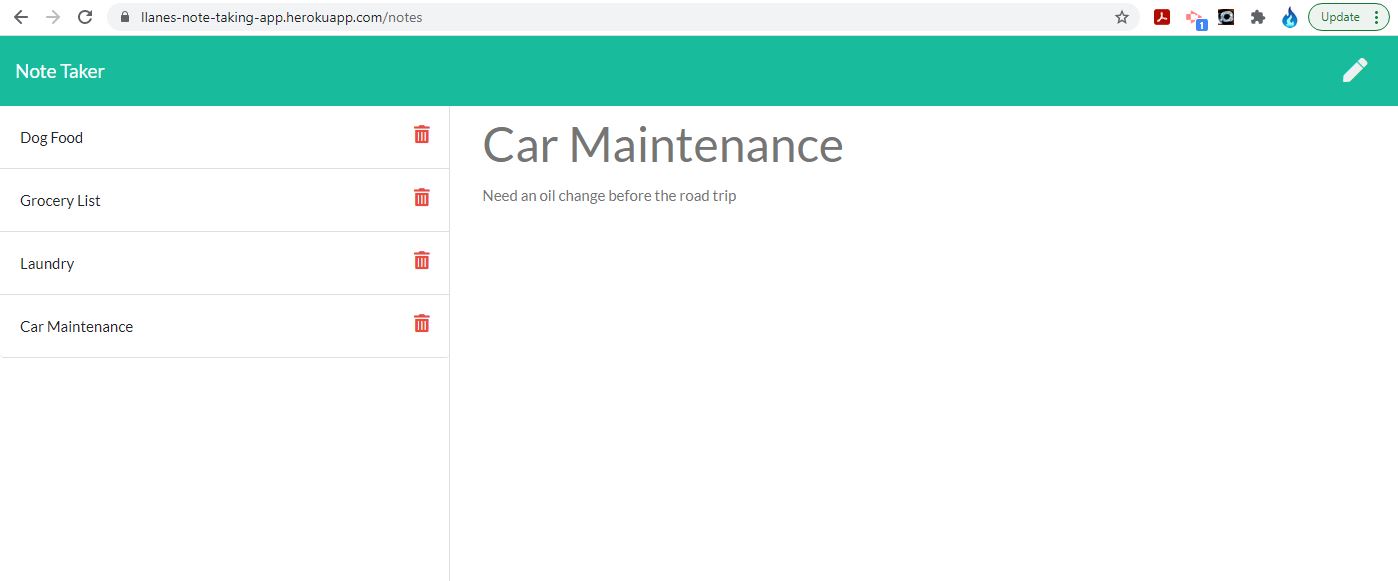 llanes-note-taking-app.herokuapp.com/notes
1
Update
Note Taker
Dog Food
Grocery List
Laundry
Car Maintenance
Car Maintenance
Need an oil change before the road trip